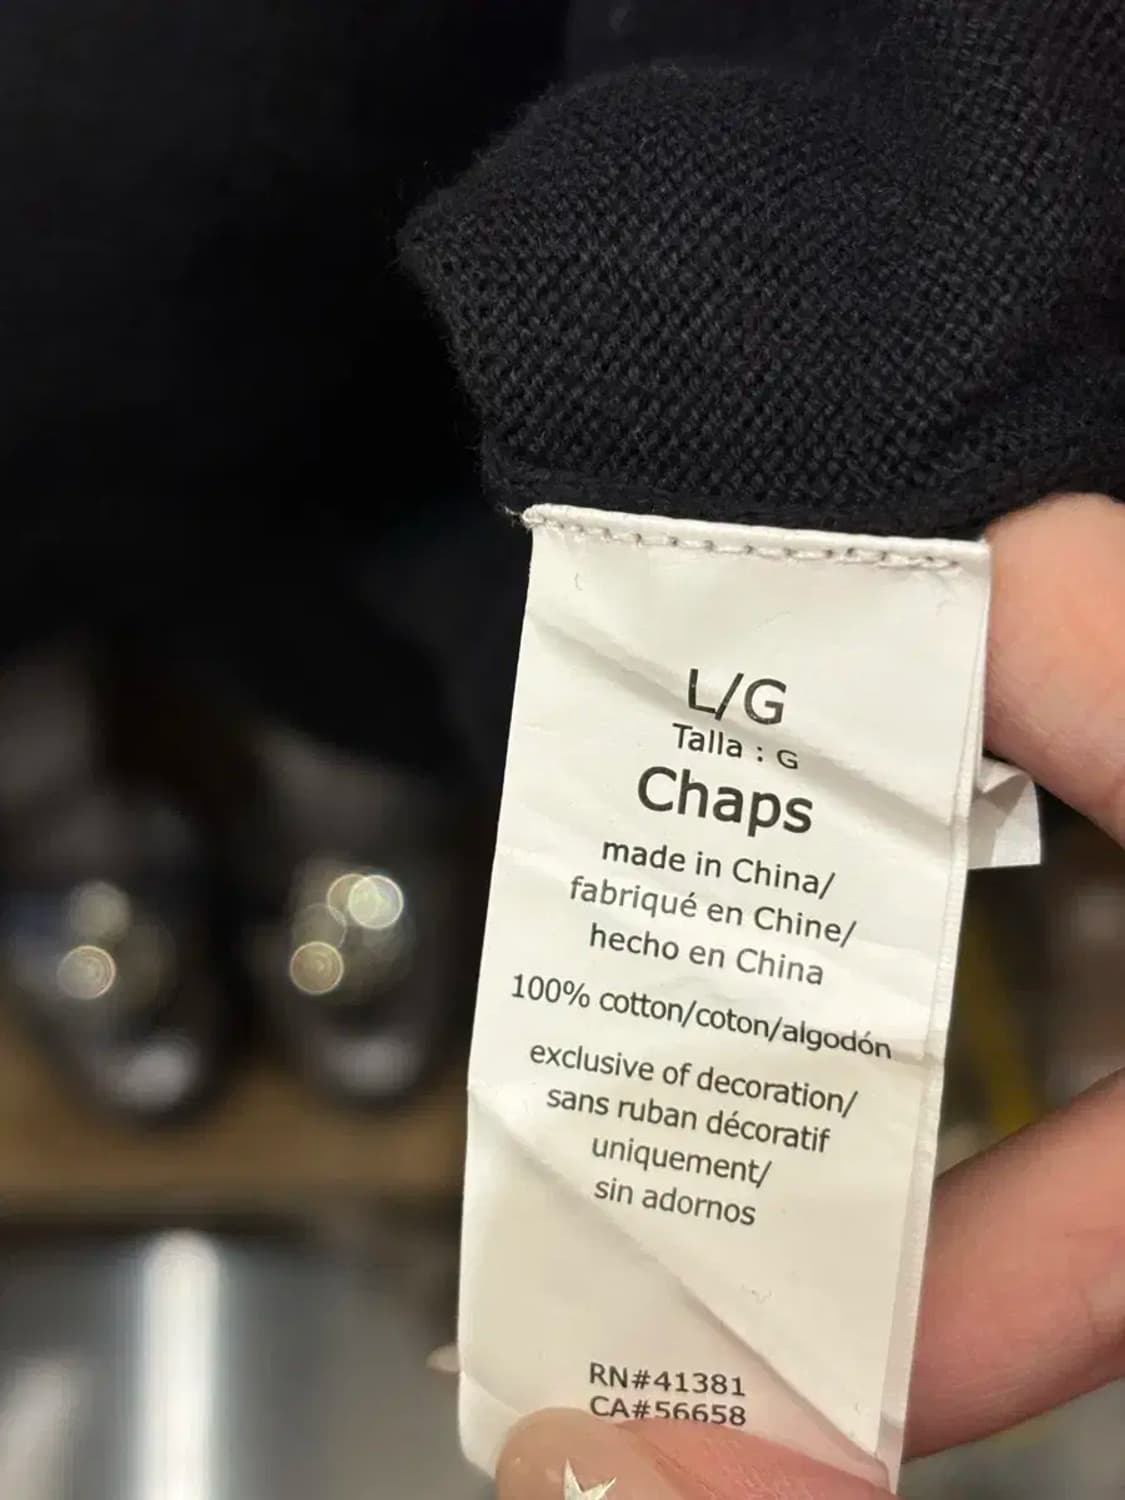 L/G
Talla : G
Chaps
made in China/
fabriqué en Chine/
hecho en China
100% cotton/coton/algodón
exclusive of decoration/
sans ruban décoratif
uniquement/
sin adornos
RN#41381
CA#56658